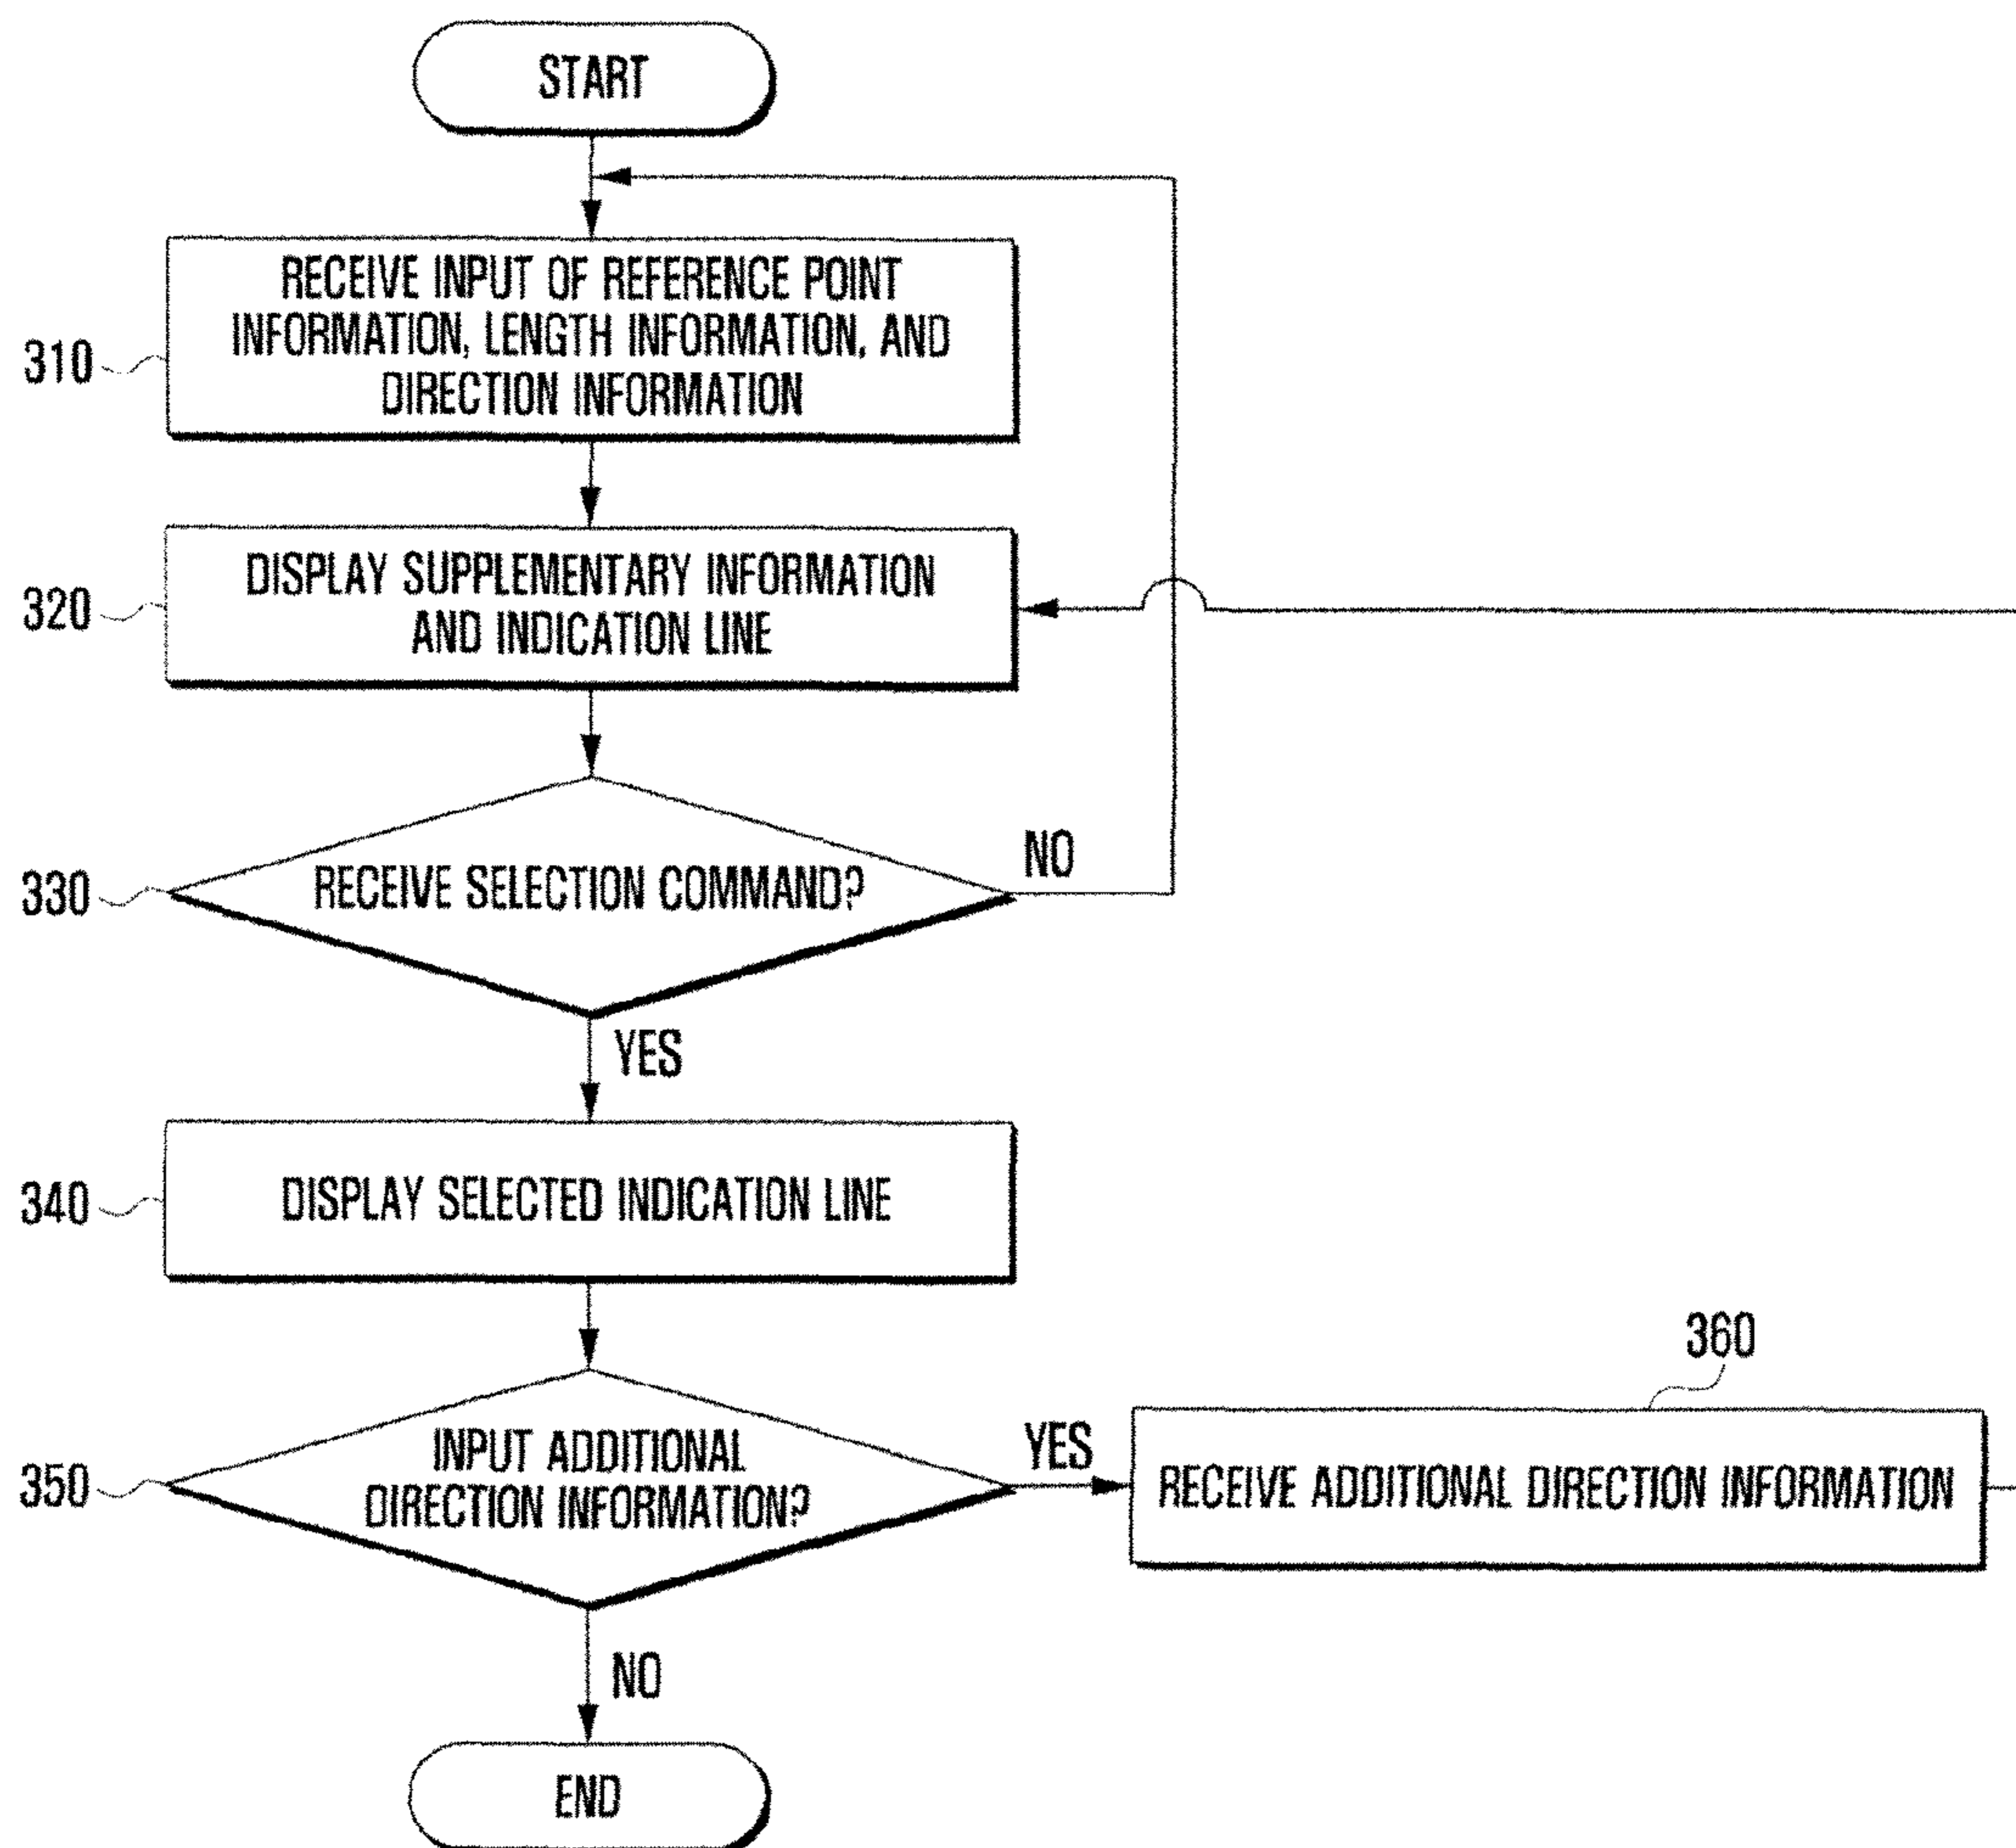 START
RECEIVE INPUT OF REFERENCE POINT
INFORMATION, LENGTH INFORMATION, AND
DIRECTION INFORMATION
310
DISPLAY SUPPLEMENTARY INFORMATION
AND INDICATION LINE
320
RECEIVE SELECTION COMMAND?
330
NO
YES
DISPLAY SELECTED INDICATION LINE
340
INPUT ADDITIONAL
DIRECTION INFORMATION?
350
YES
360
RECEIVE ADDITIONAL DIRECTION INFORMATION
NO
END